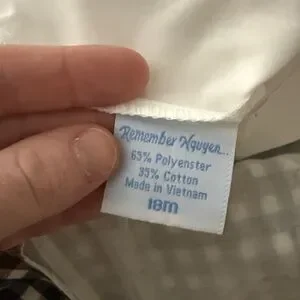 Remember Nguyen...
65% Polyenster
35% Cotton
Made in Vietnam
18m